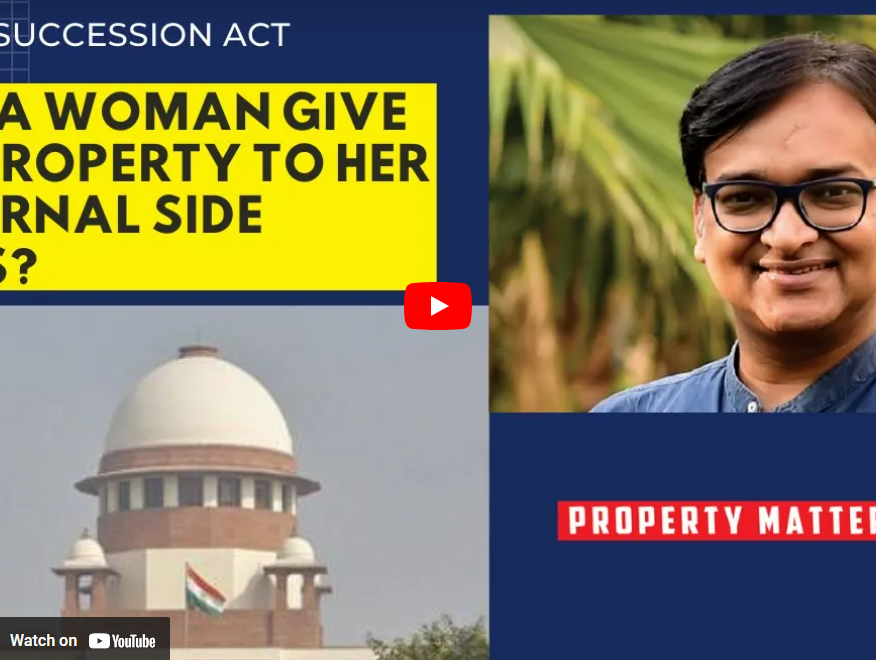 SUCCESSION ACT
A WOMAN GIVE
ROPERTY TO HER
RNAL SIDE
S?
PROPERTY MATTER
Watch on YouTube